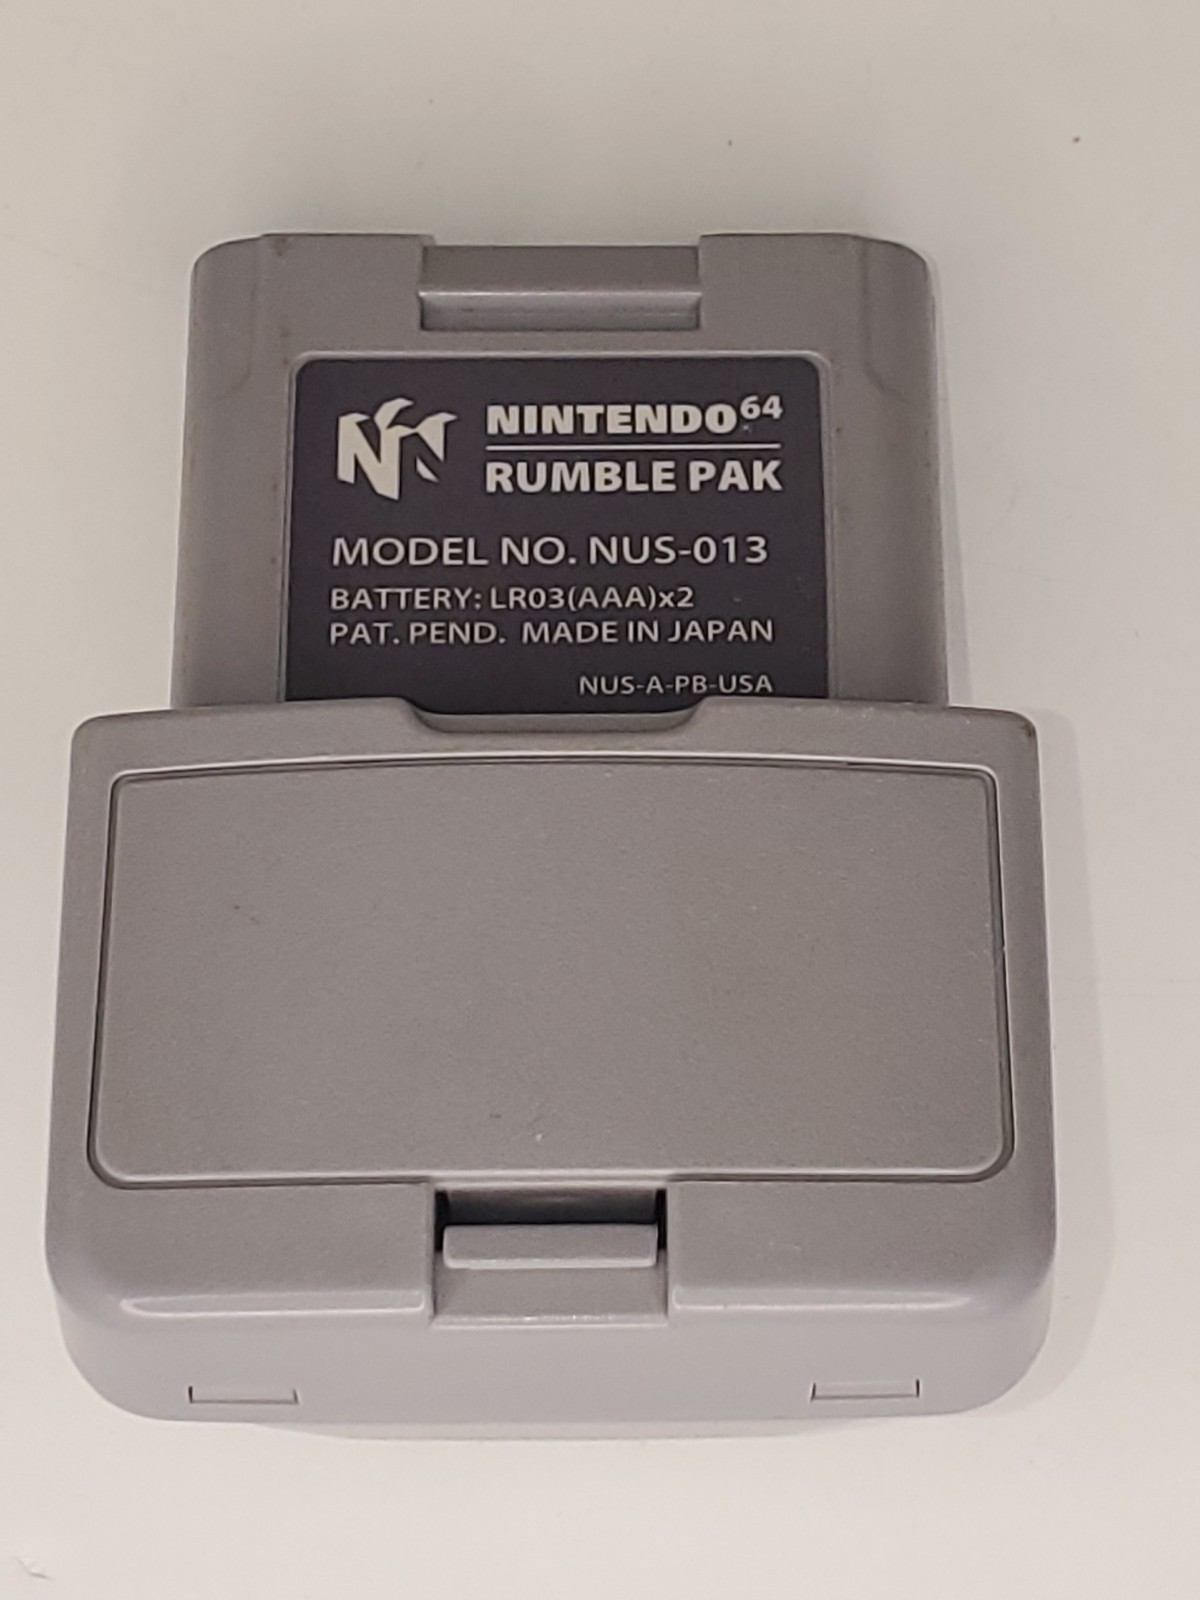 NINTENDO64
RUMBLE PAK
MODEL NO. NUS-013
BATTERY: LR03(AAA)x2
PAT. PEND. MADE IN JAPAN
NUS-A-PB-USA